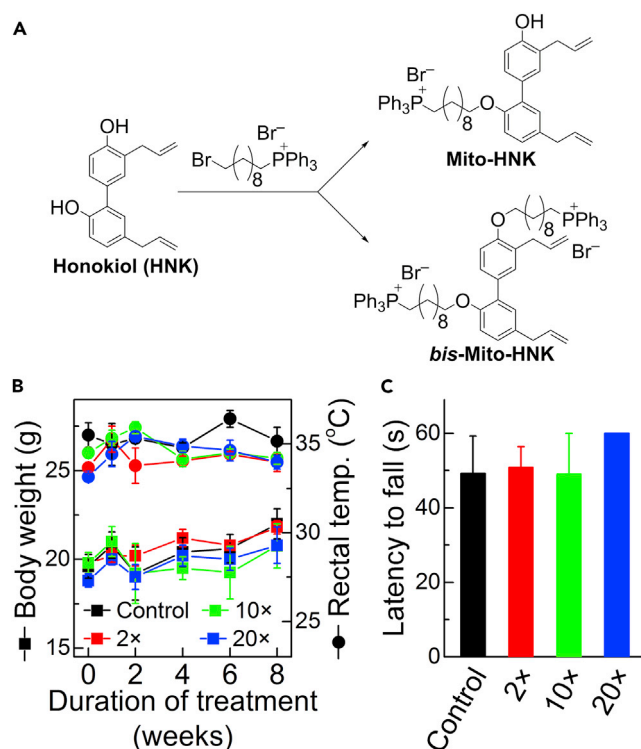 A
OH
HO
Honokiol (HNK)
Br⁻
Br
8
+
PPh₃
OH
Br⁻
+
Ph₃P
8
O
Mito-HNK
O
8
+
PPh₃
Br⁻
Br⁻
+
Ph₃P
8
O
bis-Mito-HNK
B
Body weight (g)
25
20
15
Control
10×
2×
20×
35
30
25
Rectal temp. (°C)
0
2
4
6
8
Duration of treatment
(weeks)
C
Latency to fall (s)
60
40
20
0
Control
2×
10×
20×